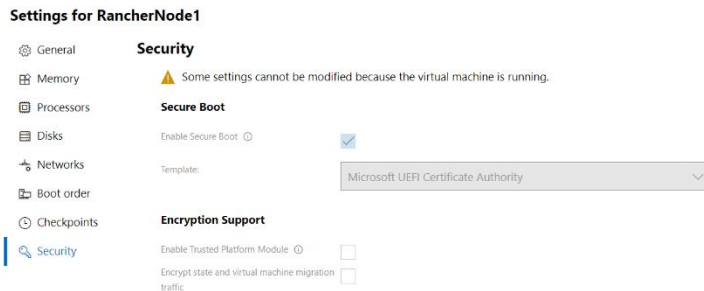 Settings for RancherNode1
General
Memory
Processors
Disks
Networks
Boot order
Checkpoints
Security
Security
Some settings cannot be modified because the virtual machine is running.
Secure Boot
Enable Secure Boot
Template:
Microsoft UEFI Certificate Authority
Encryption Support
Enable Trusted Platform Module
Encrypt state and virtual machine migration
traffic